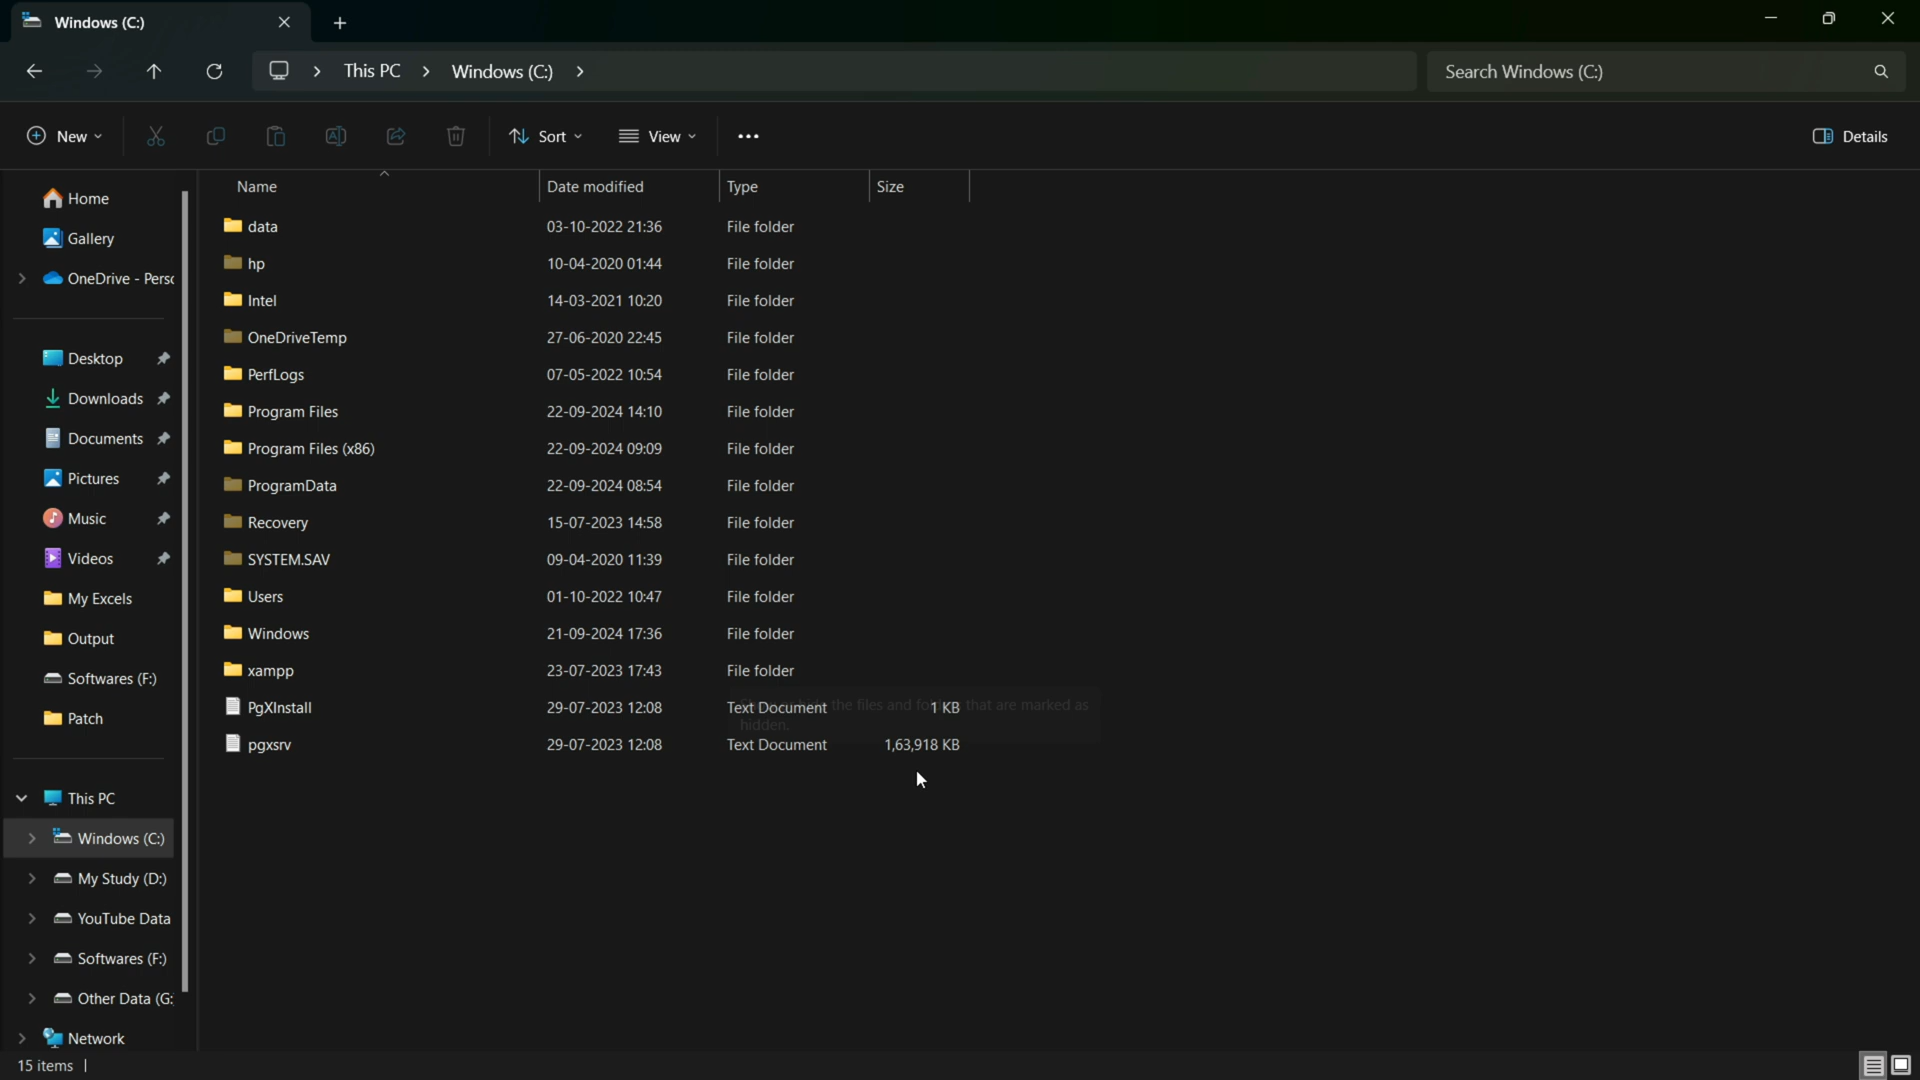 Windows (C:)
This PC
Windows (C:)
Search Windows (C:)
New
Sort
View
Details
Name
Date modified
Type
Size
Home
Gallery
OneDrive - Perso
Desktop
Downloads
Documents
Pictures
Music
Videos
My Excels
Output
Softwares (F:)
Patch
This PC
Windows (C:)
My Study (D:)
YouTube Data
Softwares (F:)
Other Data (G:
Network
data 03-10-2022 21:36 File folder
hp 10-04-2020 01:44 File folder
Intel 14-03-2021 10:20 File folder
OneDriveTemp 27-06-2020 22:45 File folder
PerfLogs 07-05-2022 10:54 File folder
Program Files 22-09-2024 14:10 File folder
Program Files (x86) 22-09-2024 09:09 File folder
ProgramData 22-09-2024 08:54 File folder
Recovery 15-07-2023 14:58 File folder
SYSTEM.SAV 09-04-2020 11:39 File folder
Users 01-10-2022 10:47 File folder
Windows 21-09-2024 17:36 File folder
xampp 23-07-2023 17:43 File folder
PgXInstall 29-07-2023 12:08 Text Document 1 KB
the files and that are marked as
hidden.
pgxsrv 29-07-2023 12:08 Text Document 1,63,918 KB
15 items